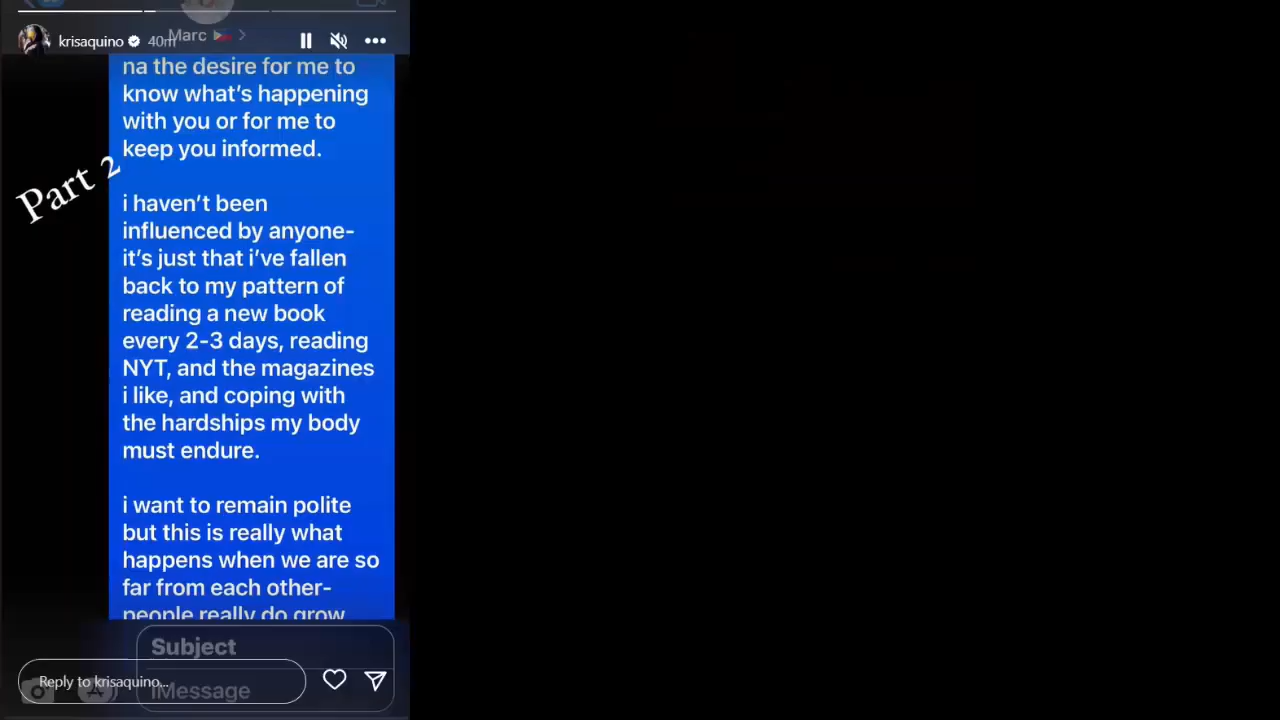 krisaquino 40m
Marc 🇵🇭 >
na the desire for me to
know what's happening
with you or for me to
keep you informed.
Part 2
i haven't been
influenced by anyone-
it's just that i've fallen
back to my pattern of
reading a new book
every 2-3 days, reading
NYT, and the magazines
i like, and coping with
the hardships my body
must endure.
i want to remain polite
but this is really what
happens when we are so
far from each other-
people really do grow
Subject
Reply to krisaquino...
iMessage